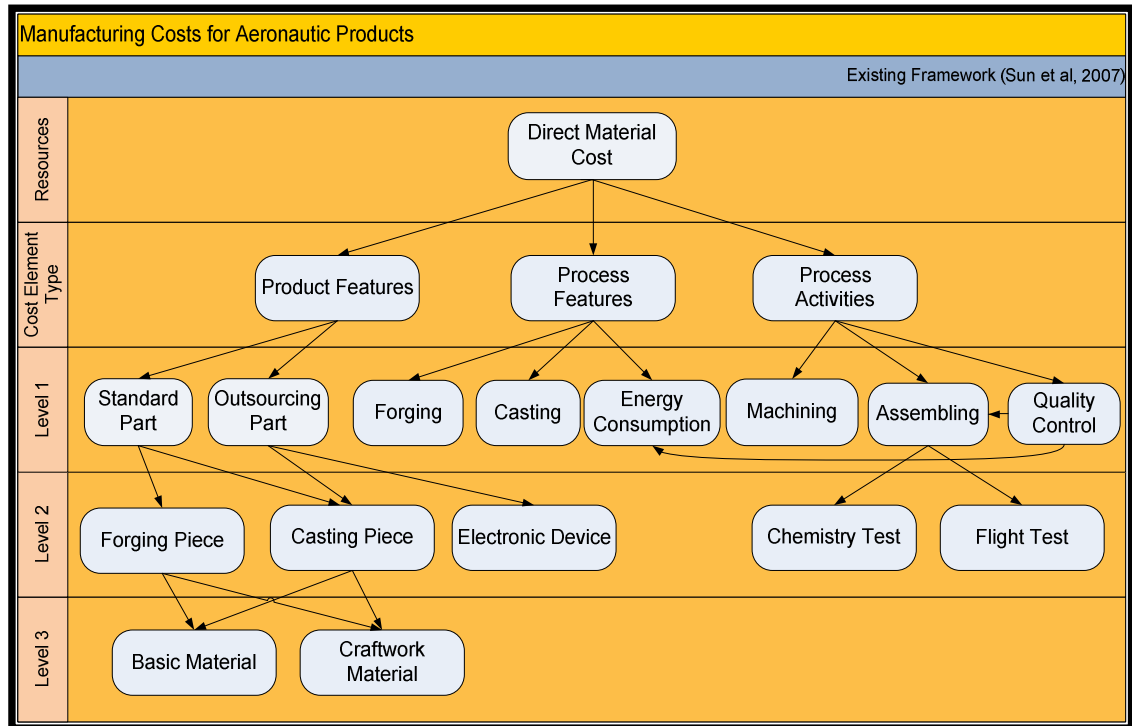 Manufacturing Costs for Aeronautic Products
Existing Framework (Sun et al, 2007)
Resources
Direct Material
Cost
Cost Element
Type
Product Features
Process
Features
Process
Activities
Level 1
Standard
Part
Outsourcing
Part
Forging
Casting
Energy
Consumption
Machining
Assembling
Quality
Control
Level 2
Forging Piece
Casting Piece
Electronic Device
Chemistry Test
Flight Test
Level 3
Basic Material
Craftwork
Material